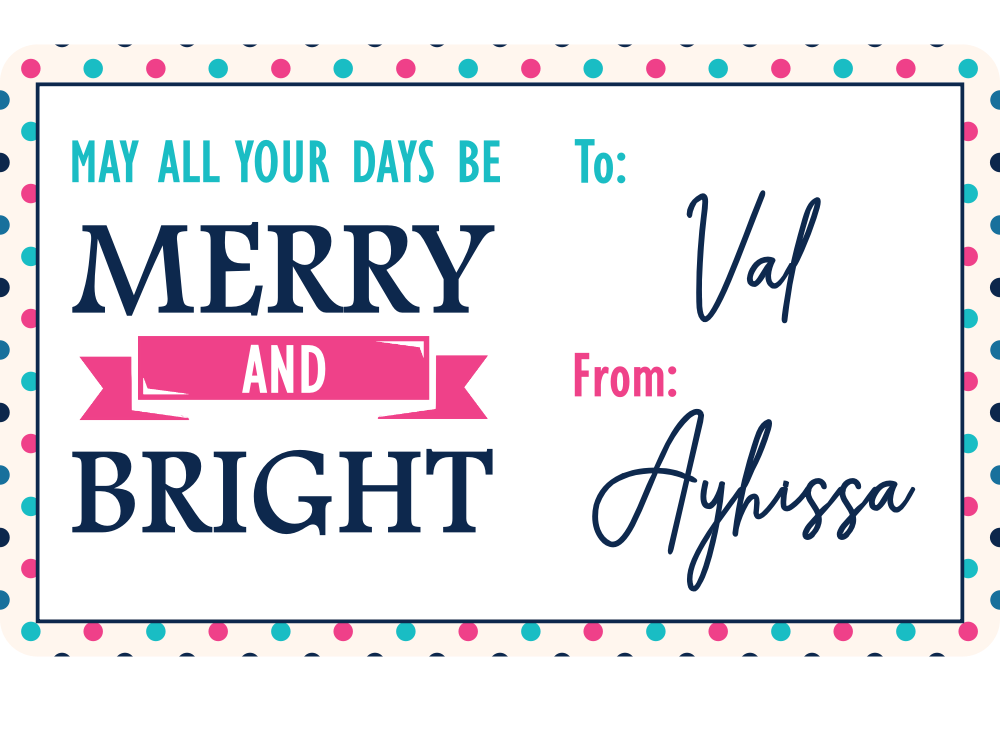 MAY ALL YOUR DAYS BE
MERRY
AND
BRIGHT
To:
Val
From:
Ayhissa